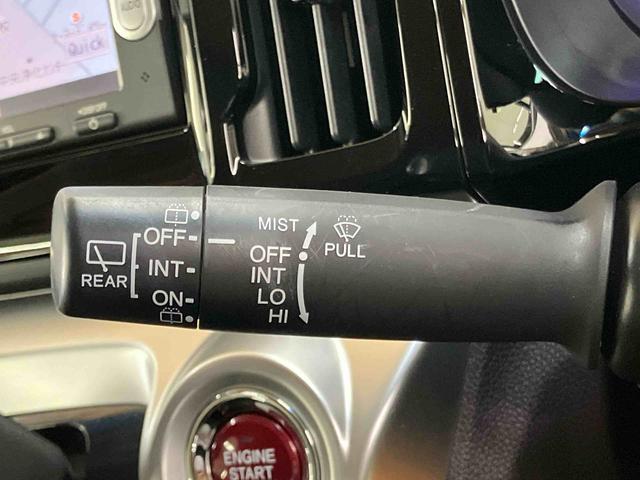 Quick
MIST
OFF
INT
LO
HI
PULL
REAR
OFF
INT
ON
ENGINE
START